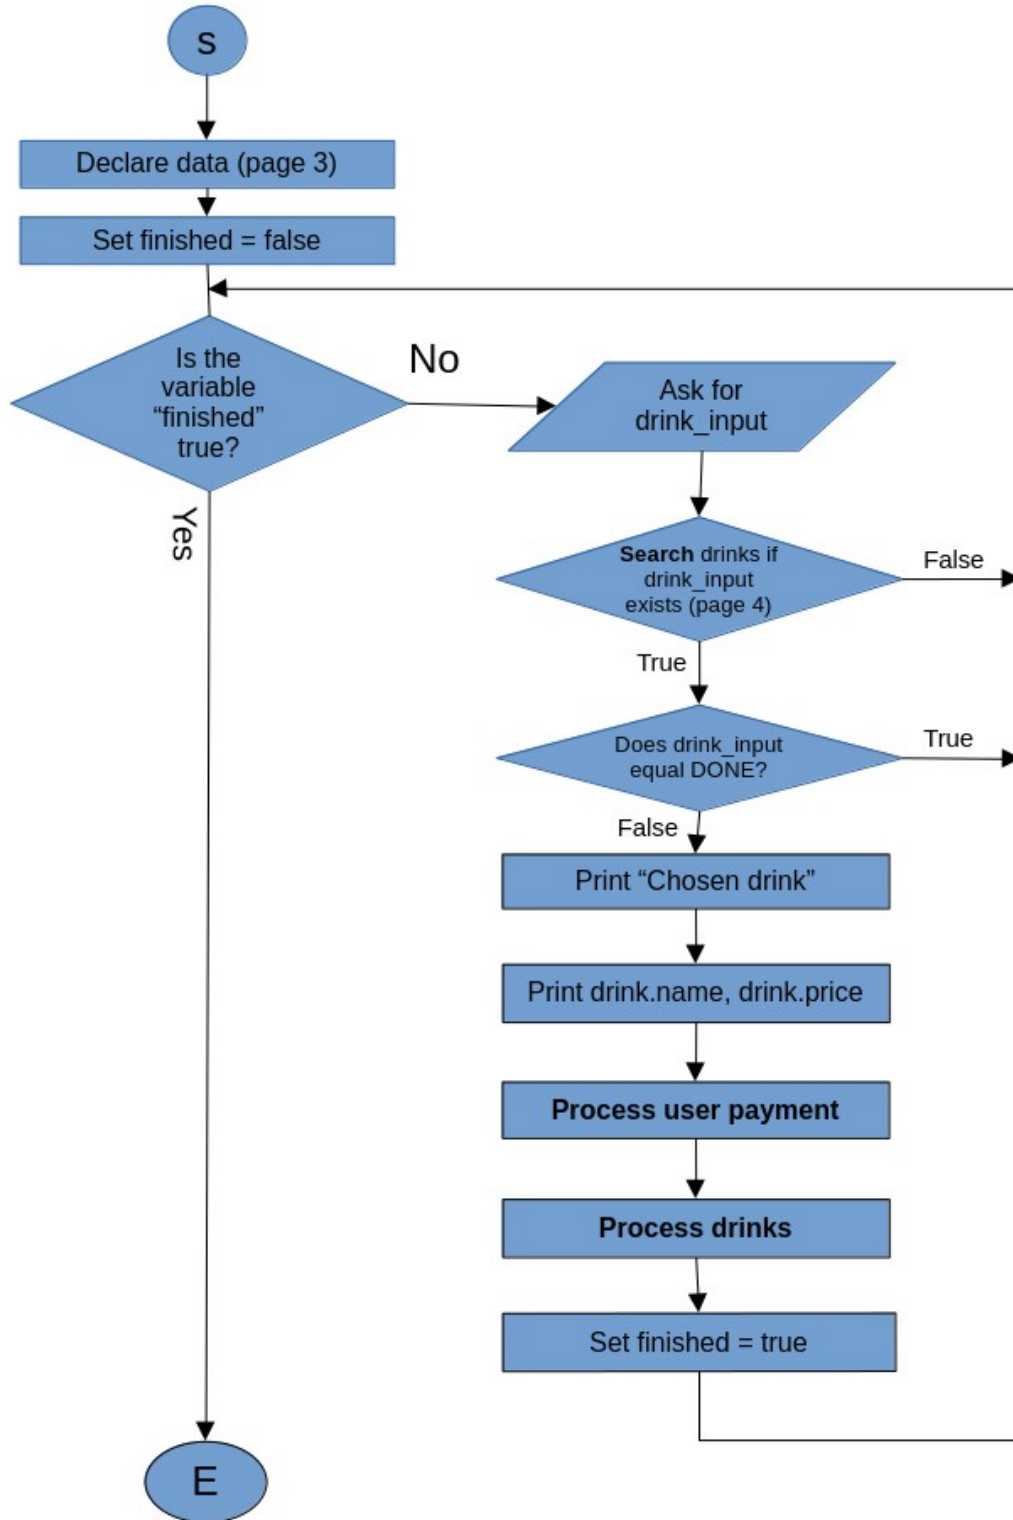 s
Declare data (page 3)
Set finished = false
Is the
variable
“finished”
true?
No
Yes
Ask for
drink_input
Search drinks if
drink_input
exists (page 4)
False
True
Does drink_input
equal DONE?
True
False
Print “Chosen drink”
Print drink.name, drink.price
Process user payment
Process drinks
Set finished = true
E